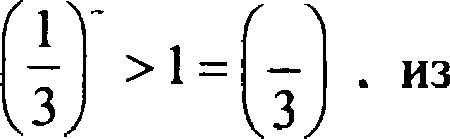 (1/3)⁻ > 1 = (/3) . из